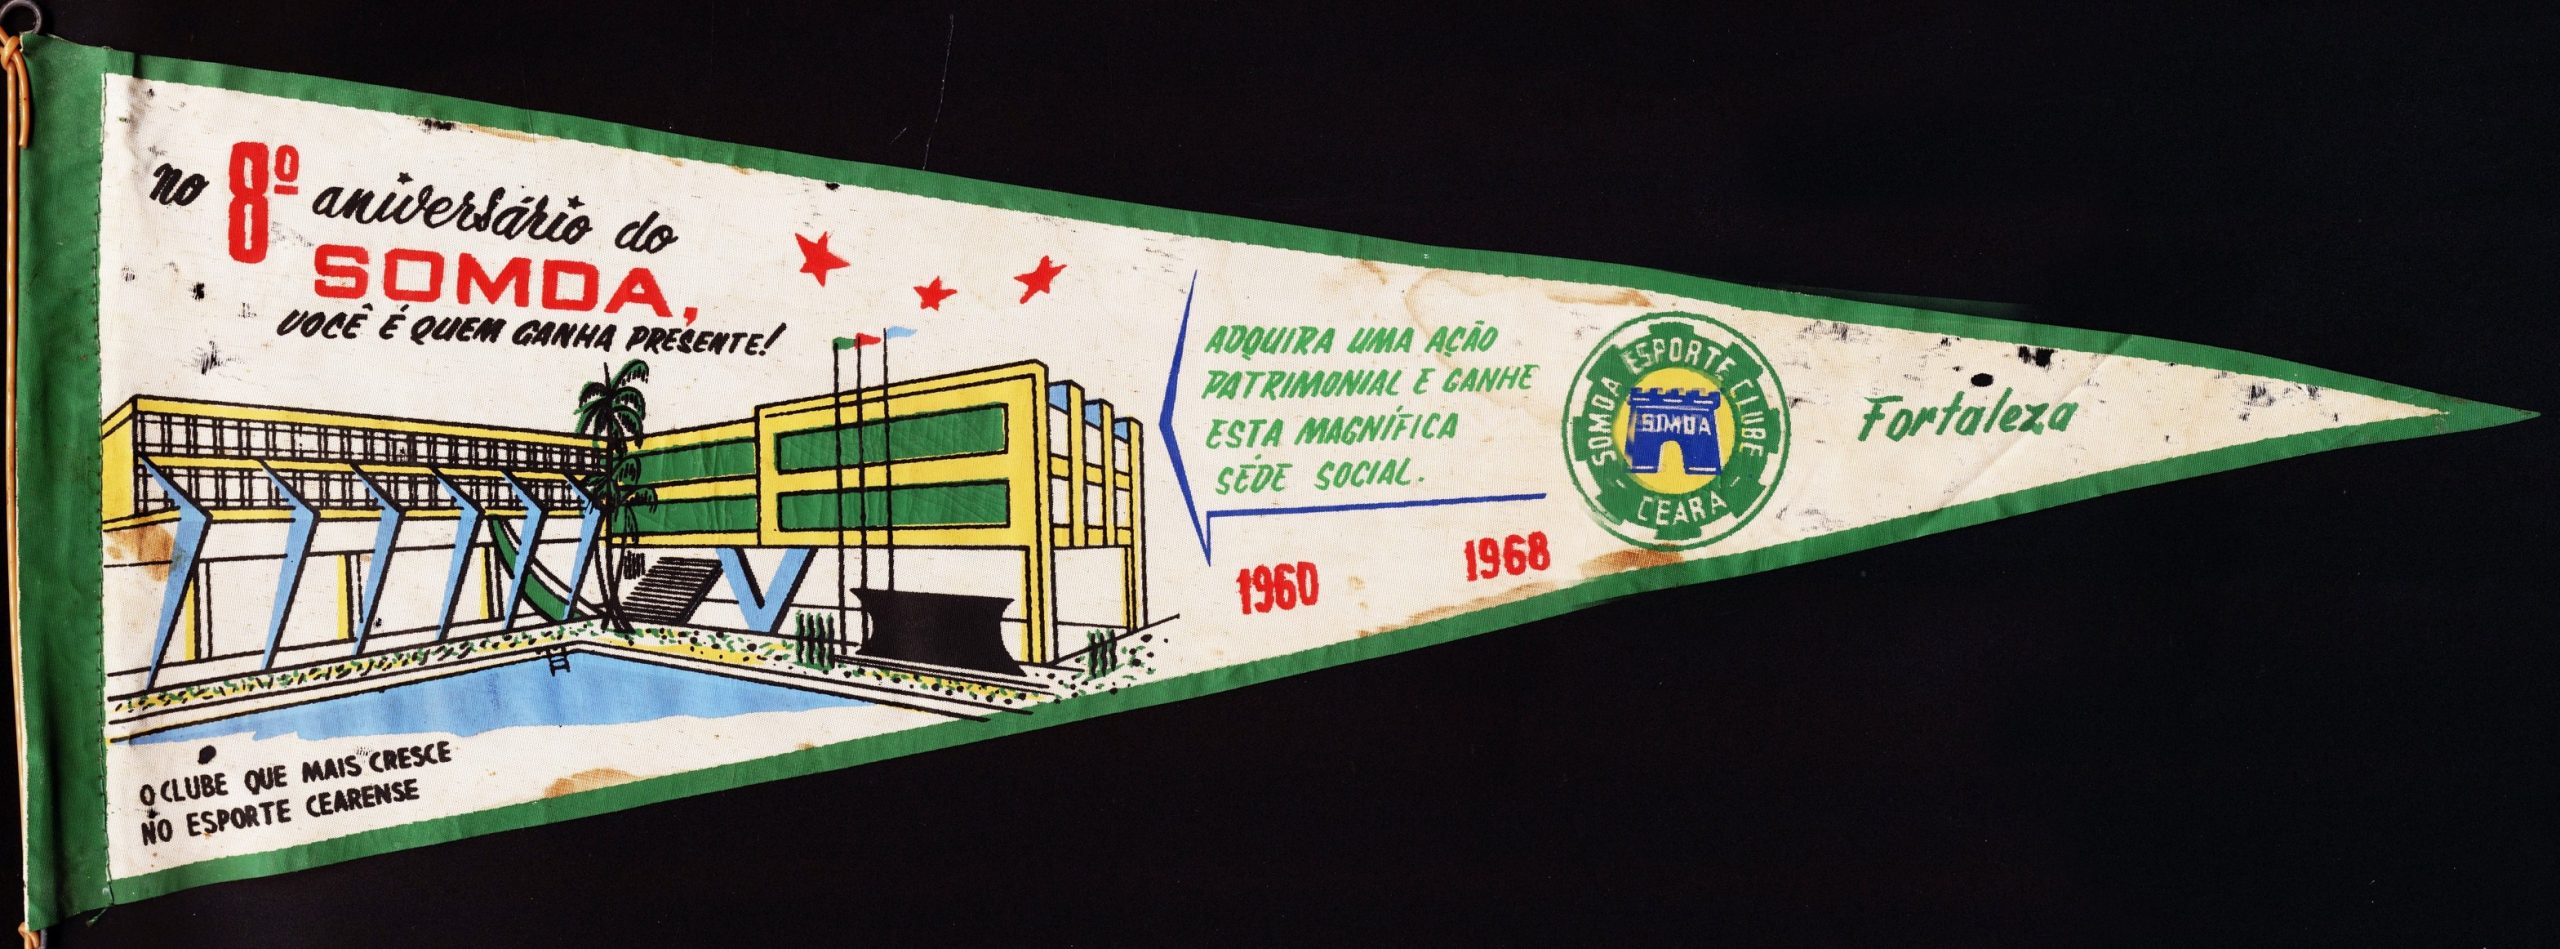 no 8º aniversário do
SOMDA,
VOCÊ É QUEM GANHA PRESENTE!
ADQUIRA UMA AÇÃO
PATRIMONIAL E GANHE
ESTA MAGNÍFICA
SÉDE SOCIAL.
1960 1968
SOMDA ESPORTE CLUBE
SOMDA
- CEARÁ -
Fortaleza
O CLUBE QUE MAIS CRESCE
NO ESPORTE CEARENSE